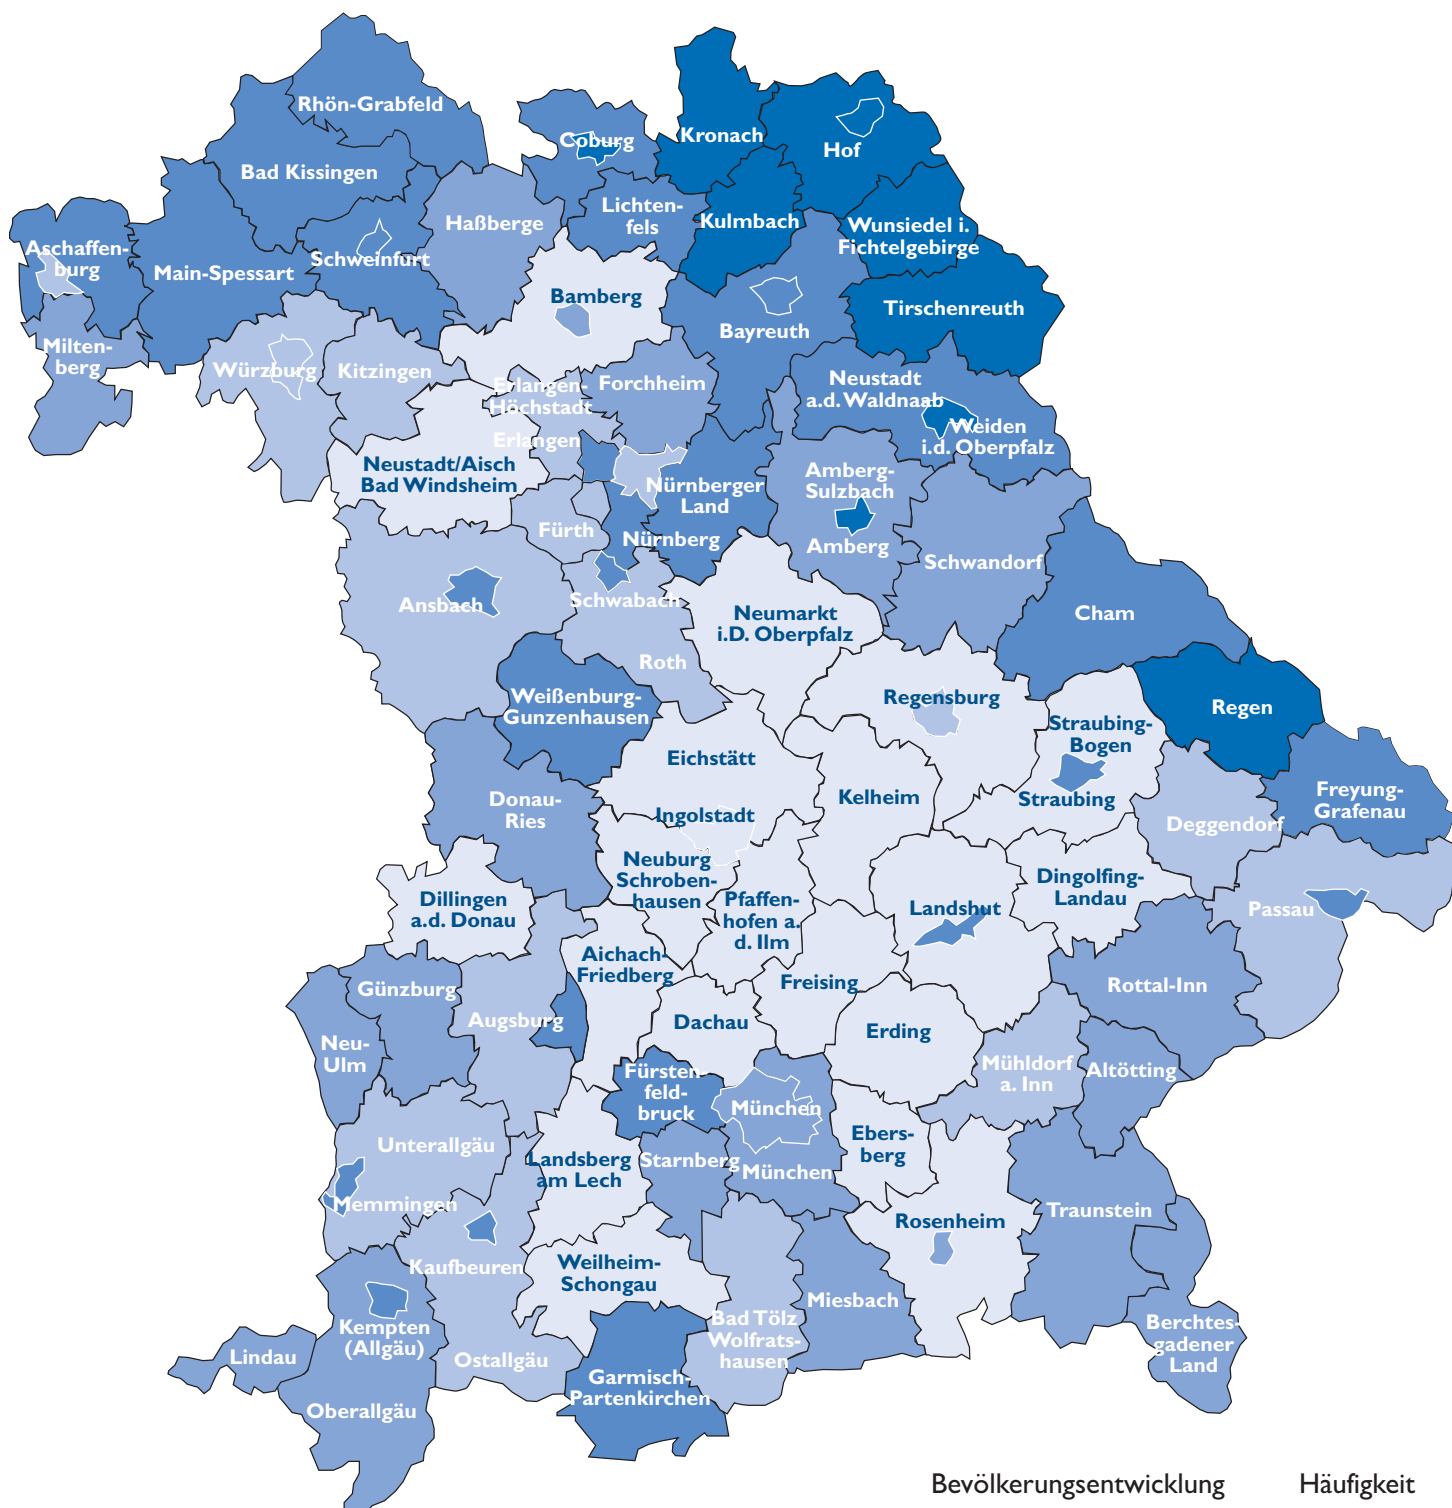 Rhön-Grabfeld
Bad Kissingen
Coburg
Kronach
Hof
Haßberge
Lichten-
fels
Kulmbach
Wunsiedel i.
Fichtelgebirge
Aschaffen-
burg
Main-Spessart
Schweinfurt
Bamberg
Bayreuth
Tirschenreuth
Milten-
berg
Würzburg
Kitzingen
Erlangen-
Höchstadt
Forchheim
Neustadt
a.d. Waldnaab
Erlangen
Weiden
i.d. Oberpfalz
Neustadt/Aisch
Bad Windsheim
Nürnberger
Land
Amberg-
Sulzbach
Fürth
Nürnberg
Amberg
Schwandorf
Ansbach
Schwabach
Neumarkt
i.D. Oberpfalz
Cham
Roth
Weißenburg-
Gunzenhausen
Regensburg
Straubing-
Bogen
Regen
Eichstätt
Kelheim
Straubing
Freyung-
Grafenau
Donau-
Ries
Ingolstadt
Deggendorf
Neuburg
Schroben-
hausen
Dillingen
a.d. Donau
Pfaffen-
hofen a.
d. Ilm
Landshut
Dingolfing-
Landau
Passau
Aichach-
Friedberg
Freising
Rottal-Inn
Günzburg
Augsburg
Dachau
Erding
Neu-
Ulm
Fürsten-
feld-
bruck
München
Mühldorf
a. Inn
Altötting
Unterallgäu
Landsberg
am Lech
Starnberg
München
Ebers-
berg
Memmingen
Rosenheim
Traunstein
Kaufbeuren
Weilheim-
Schongau
Kempten
(Allgäu)
Bad Tölz
Wolfrats-
hausen
Miesbach
Berchtes-
gadener
Land
Lindau
Ostallgäu
Garmisch-
Partenkirchen
Oberallgäu
Bevölkerungsentwicklung Häufigkeit